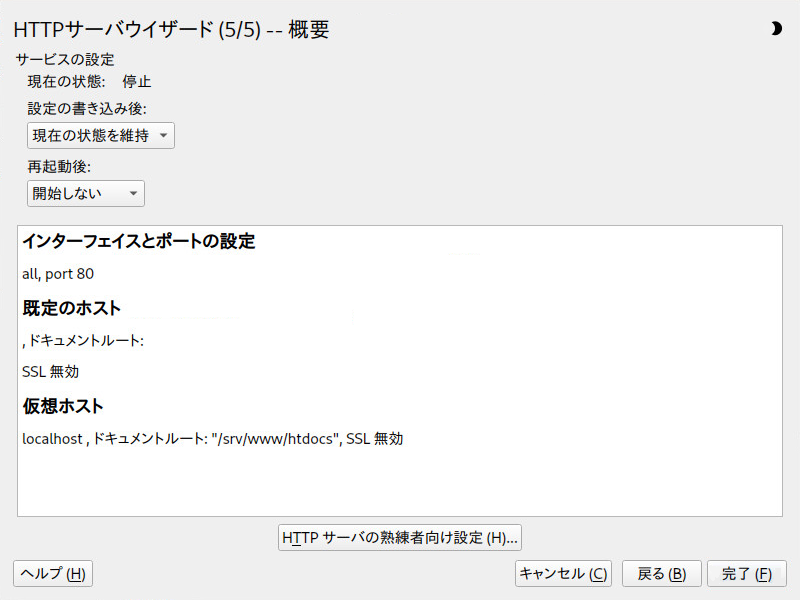 HTTPサーバウイザード (5/5) -- 概要
サービスの設定
現在の状態: 停止
設定の書き込み後:
現在の状態を維持
再起動後:
開始しない
インターフェイスとポートの設定
all, port 80
既定のホスト
, ドキュメントルート:
SSL 無効
仮想ホスト
localhost , ドキュメントルート: "/srv/www/htdocs", SSL 無効
HTTP サーバの熟練者向け設定 (H)...
ヘルプ (H)
キャンセル (C)
戻る (B)
完了 (F)